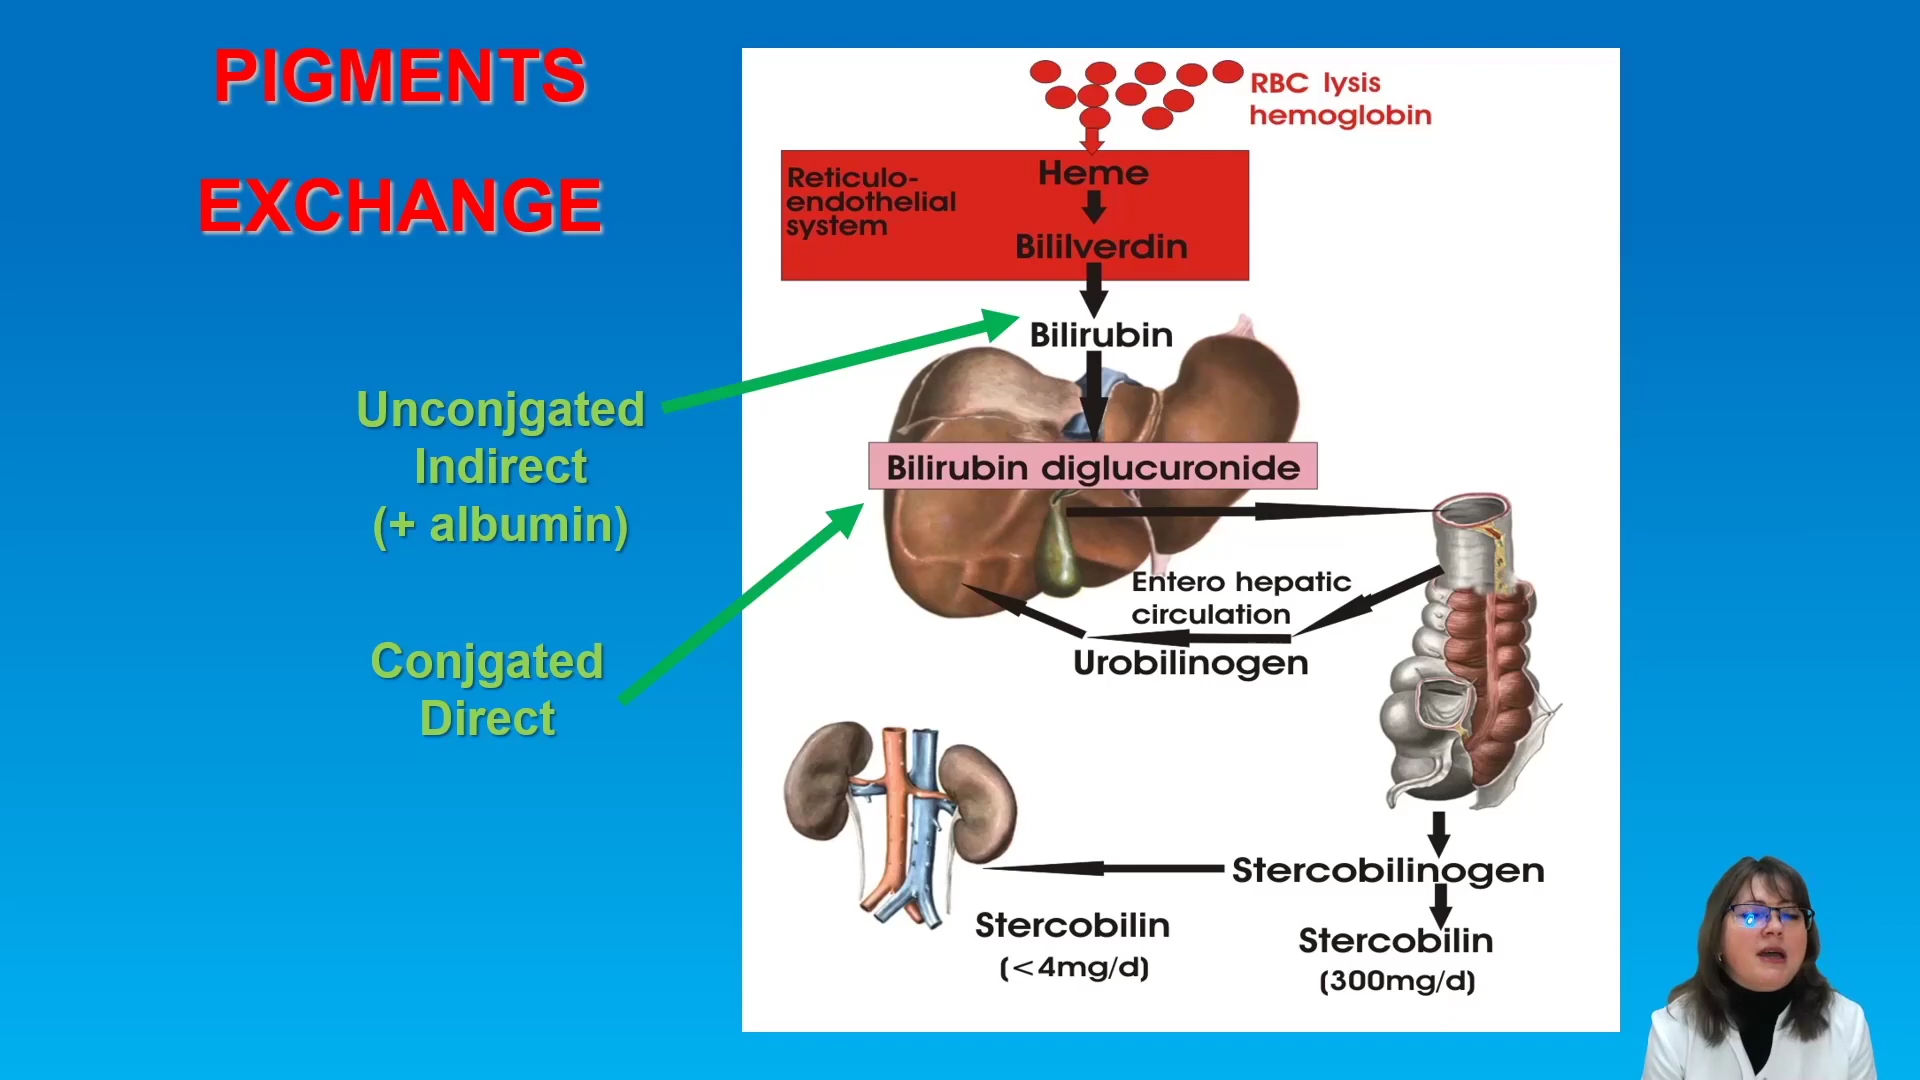 PIGMENTS
EXCHANGE
Unconjgated
Indirect
(+ albumin)
Conjgated
Direct
RBC lysis
hemoglobin
Reticulo-
endothelial
system
Heme
Bililverdin
Bilirubin
Bilirubin diglucuronide
Entero hepatic
circulation
Urobilinogen
Stercobilinogen
Stercobilin
(<4mg/d)
Stercobilin
(300mg/d)